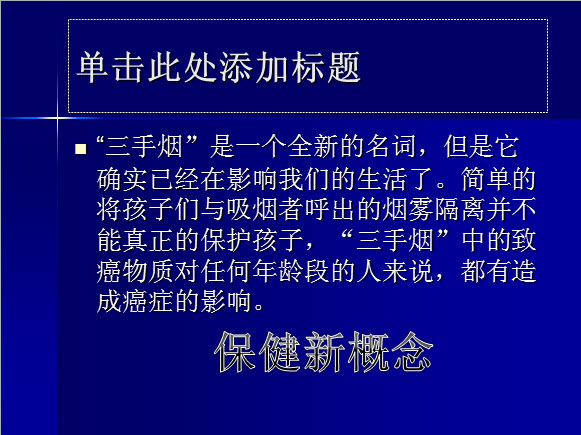 单击此处添加标题
“三手烟”是一个全新的名词，但是它
确实已经在影响我们的生活了。简单的
将孩子们与吸烟者呼出的烟雾隔离并不
能真正的保护孩子，“三手烟”中的致
癌物质对任何年龄段的人来说，都有造
成癌症的影响。
保健新概念